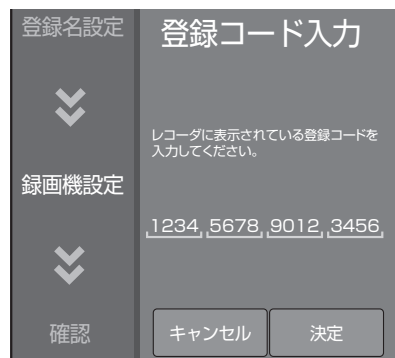 登録名設定
録画機設定
確認
登録コード入力
レコーダに表示されている登録コードを
入力してください。
1234 5678 9012 3456
キャンセル 決定